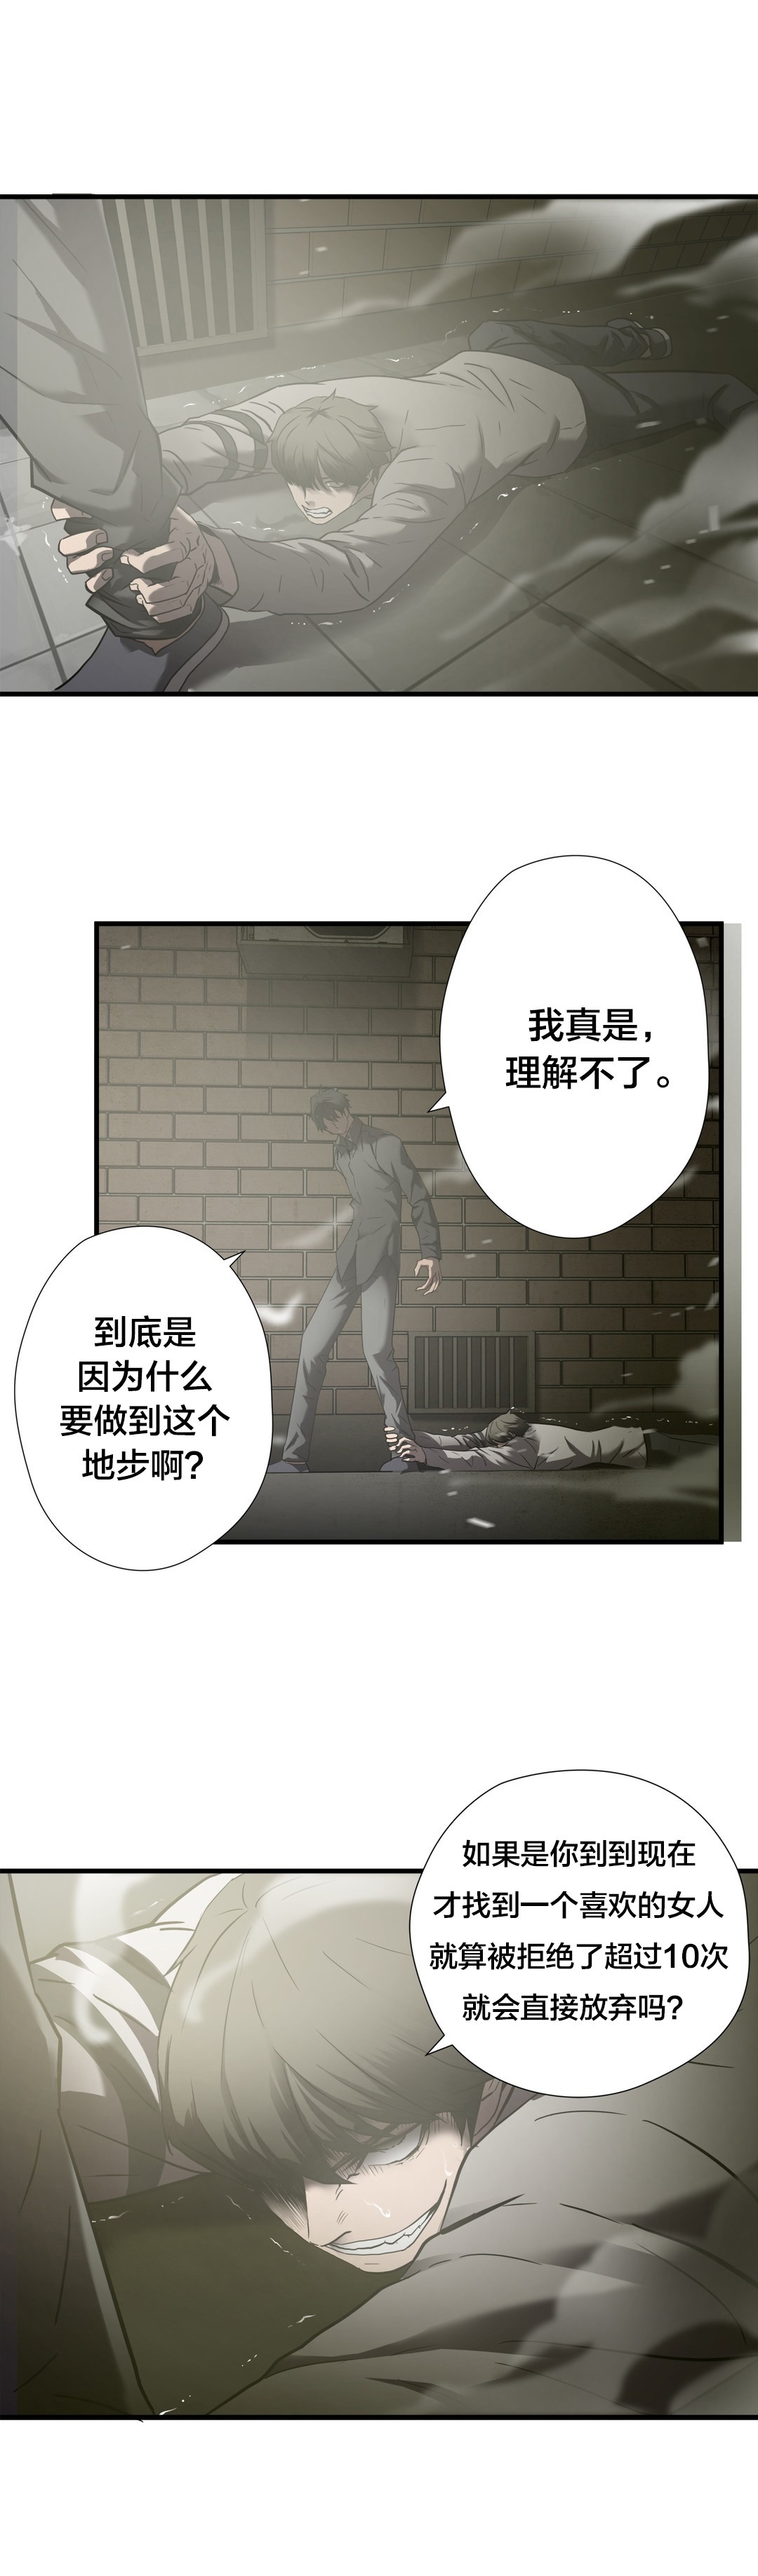 我真是，
理解不了。
到底是
因为什么
要做到这个
地步啊？
如果是你到到现在
才找到一个喜欢的女人
就算被拒绝了超过10次
就会直接放弃吗？